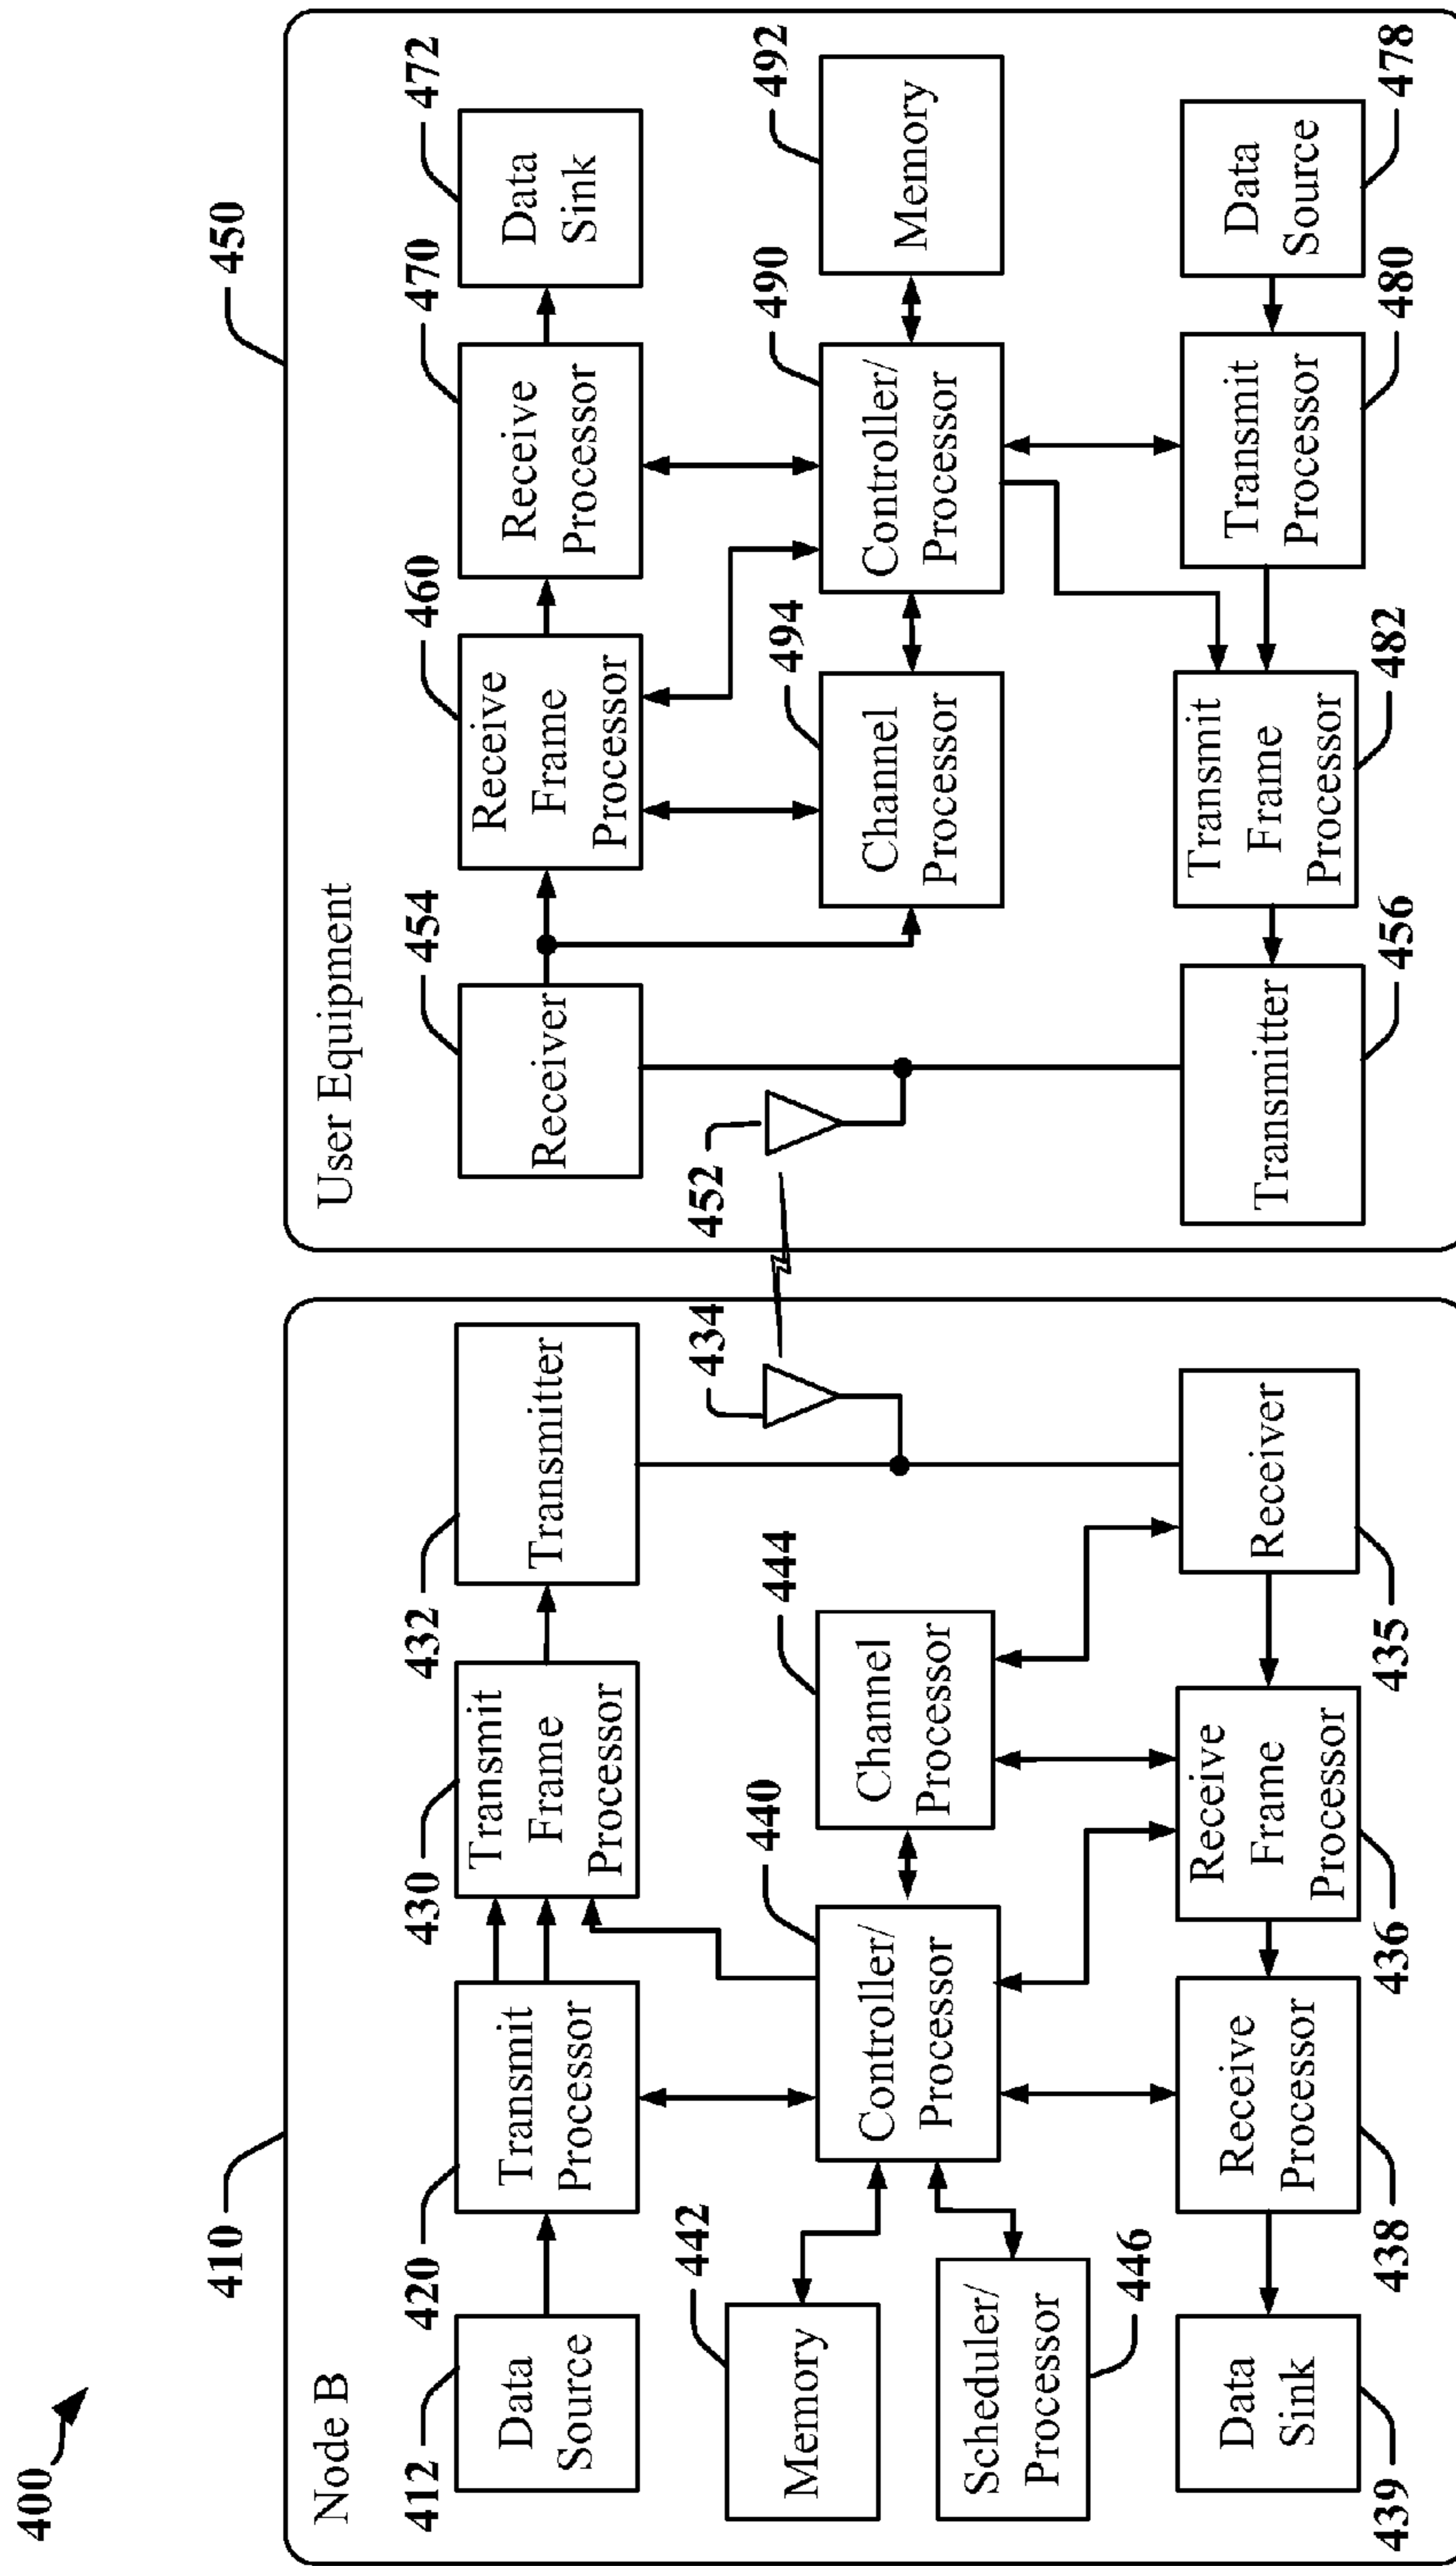 400
410
Node B
412
Data
Source
420
Transmit
Processor
430
Transmit
Frame
Processor
432
Transmitter
434
442
Memory
440
Controller/
Processor
444
Channel
Processor
446
Scheduler/
Processor
439
Data
Sink
438
Receive
Processor
436
Receive
Frame
Processor
435
Receiver
450
User Equipment
454
Receiver
460
Receive
Frame
Processor
470
Receive
Processor
472
Data
Sink
452
494
Channel
Processor
490
Controller/
Processor
492
Memory
Transmitter
456
Transmit
Frame
Processor
482
Transmit
Processor
480
Data
Source
478